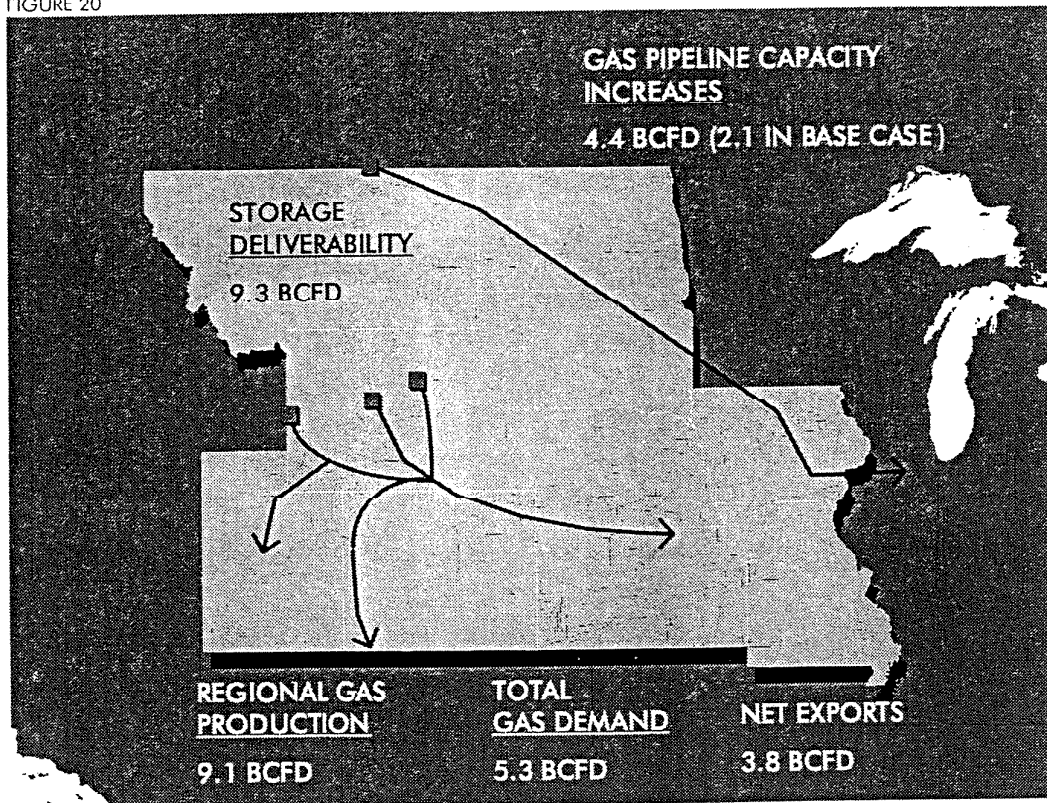 FIGURE 20
GAS PIPELINE CAPACITY
INCREASES
4.4 BCFD (2.1 IN BASE CASE)
STORAGE
DELIVERABILITY
9.3 BCFD
REGIONAL GAS
PRODUCTION
9.1 BCFD
TOTAL
GAS DEMAND
5.3 BCFD
NET EXPORTS
3.8 BCFD